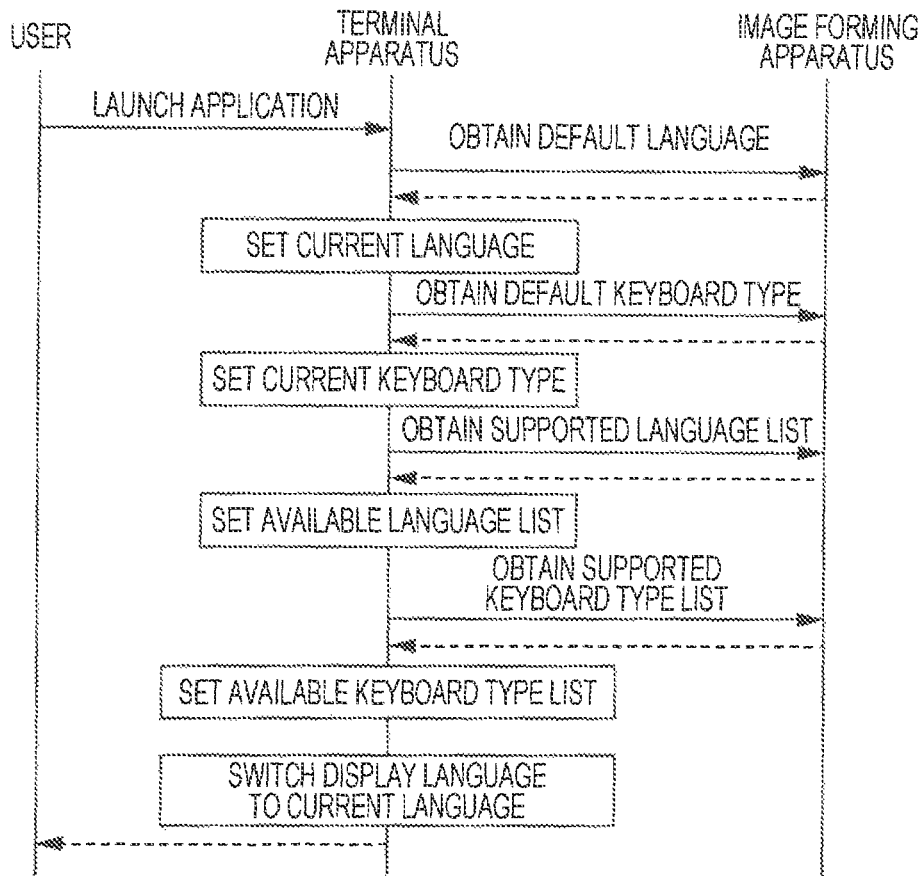 USER
TERMINAL
APPARATUS
IMAGE FORMING
APPARATUS
LAUNCH APPLICATION
OBTAIN DEFAULT LANGUAGE
SET CURRENT LANGUAGE
OBTAIN DEFAULT KEYBOARD TYPE
SET CURRENT KEYBOARD TYPE
OBTAIN SUPPORTED LANGUAGE LIST
SET AVAILABLE LANGUAGE LIST
OBTAIN SUPPORTED
KEYBOARD TYPE LIST
SET AVAILABLE KEYBOARD TYPE LIST
SWITCH DISPLAY LANGUAGE
TO CURRENT LANGUAGE